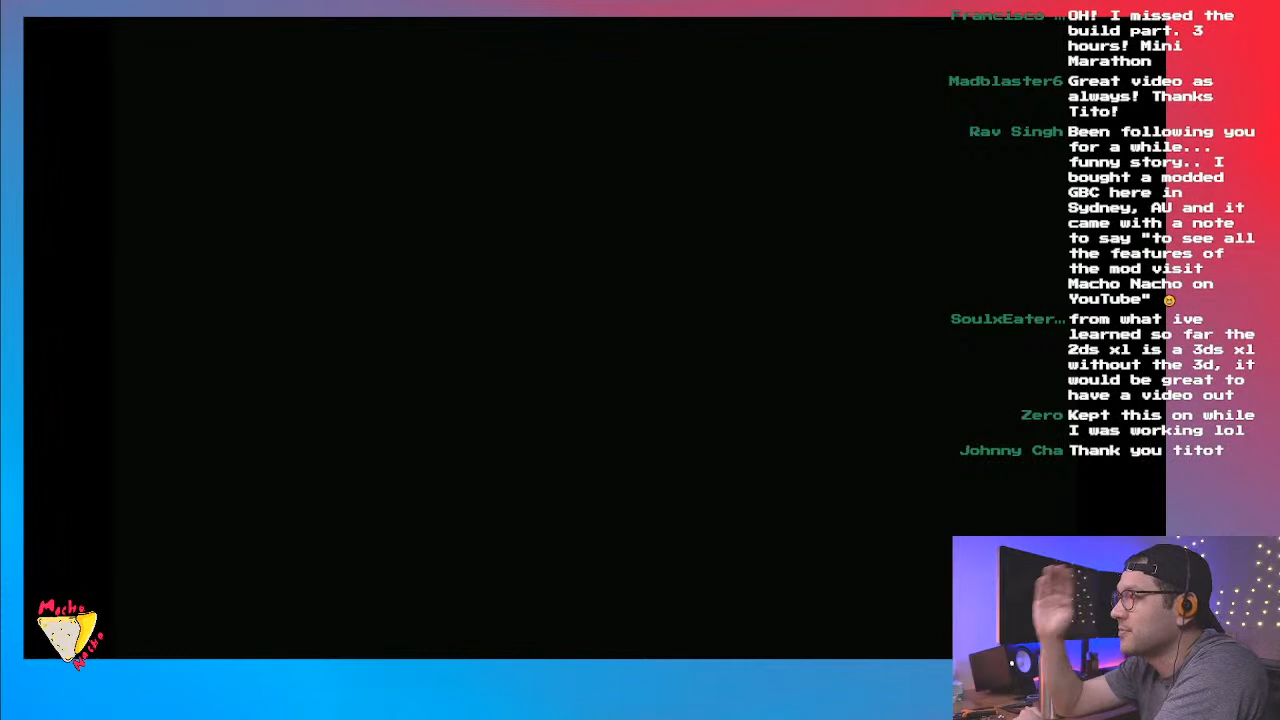 Francisco … OH! I missed the
build part. 3
hours! Mini
Marathon
Madblaster6 Great video as
always! Thanks
Tito!
Rav Singh Been following you
for a while...
funny story.. I
bought a modded
GBC here in
Sydney, AU and it
came with a note
to say "to see all
the features of
the mod visit
Macho Nacho on
YouTube"
SoulxEater… from what ive
learned so far the
2ds xl is a 3ds xl
without the 3d, it
would be great to
have a video out
Zero Kept this on while
I was working lol
Johnny Cha Thank you titot
Macho
Nacho